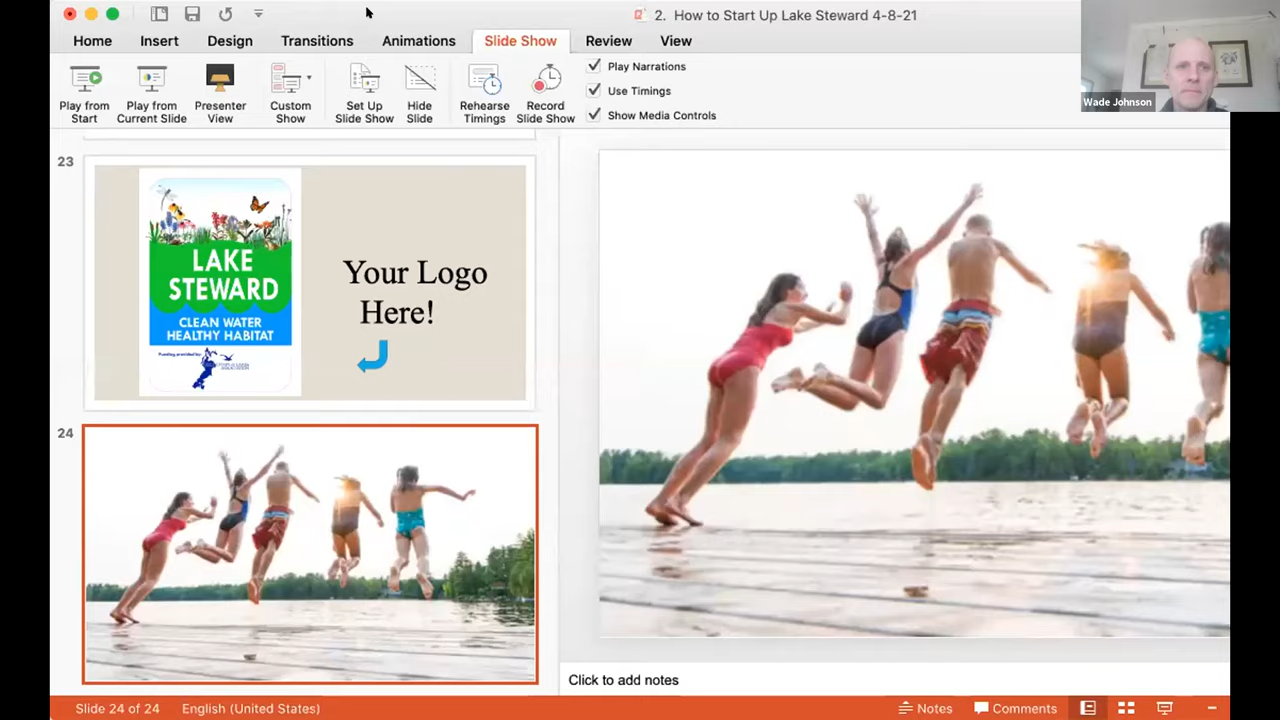 2. How to Start Up Lake Steward 4-8-21
Home Insert Design Transitions Animations Slide Show Review View
Play from Start
Play from Current Slide
Presenter View
Custom Show
Set Up Slide Show
Hide Slide
Rehearse Timings
Record Slide Show
Play Narrations
Use Timings
Show Media Controls
Wade Johnson
23
LAKE
STEWARD
CLEAN WATER
HEALTHY HABITAT
Funding provided by:
Your Logo
Here!
24
Click to add notes
Slide 24 of 24 English (United States) Notes Comments